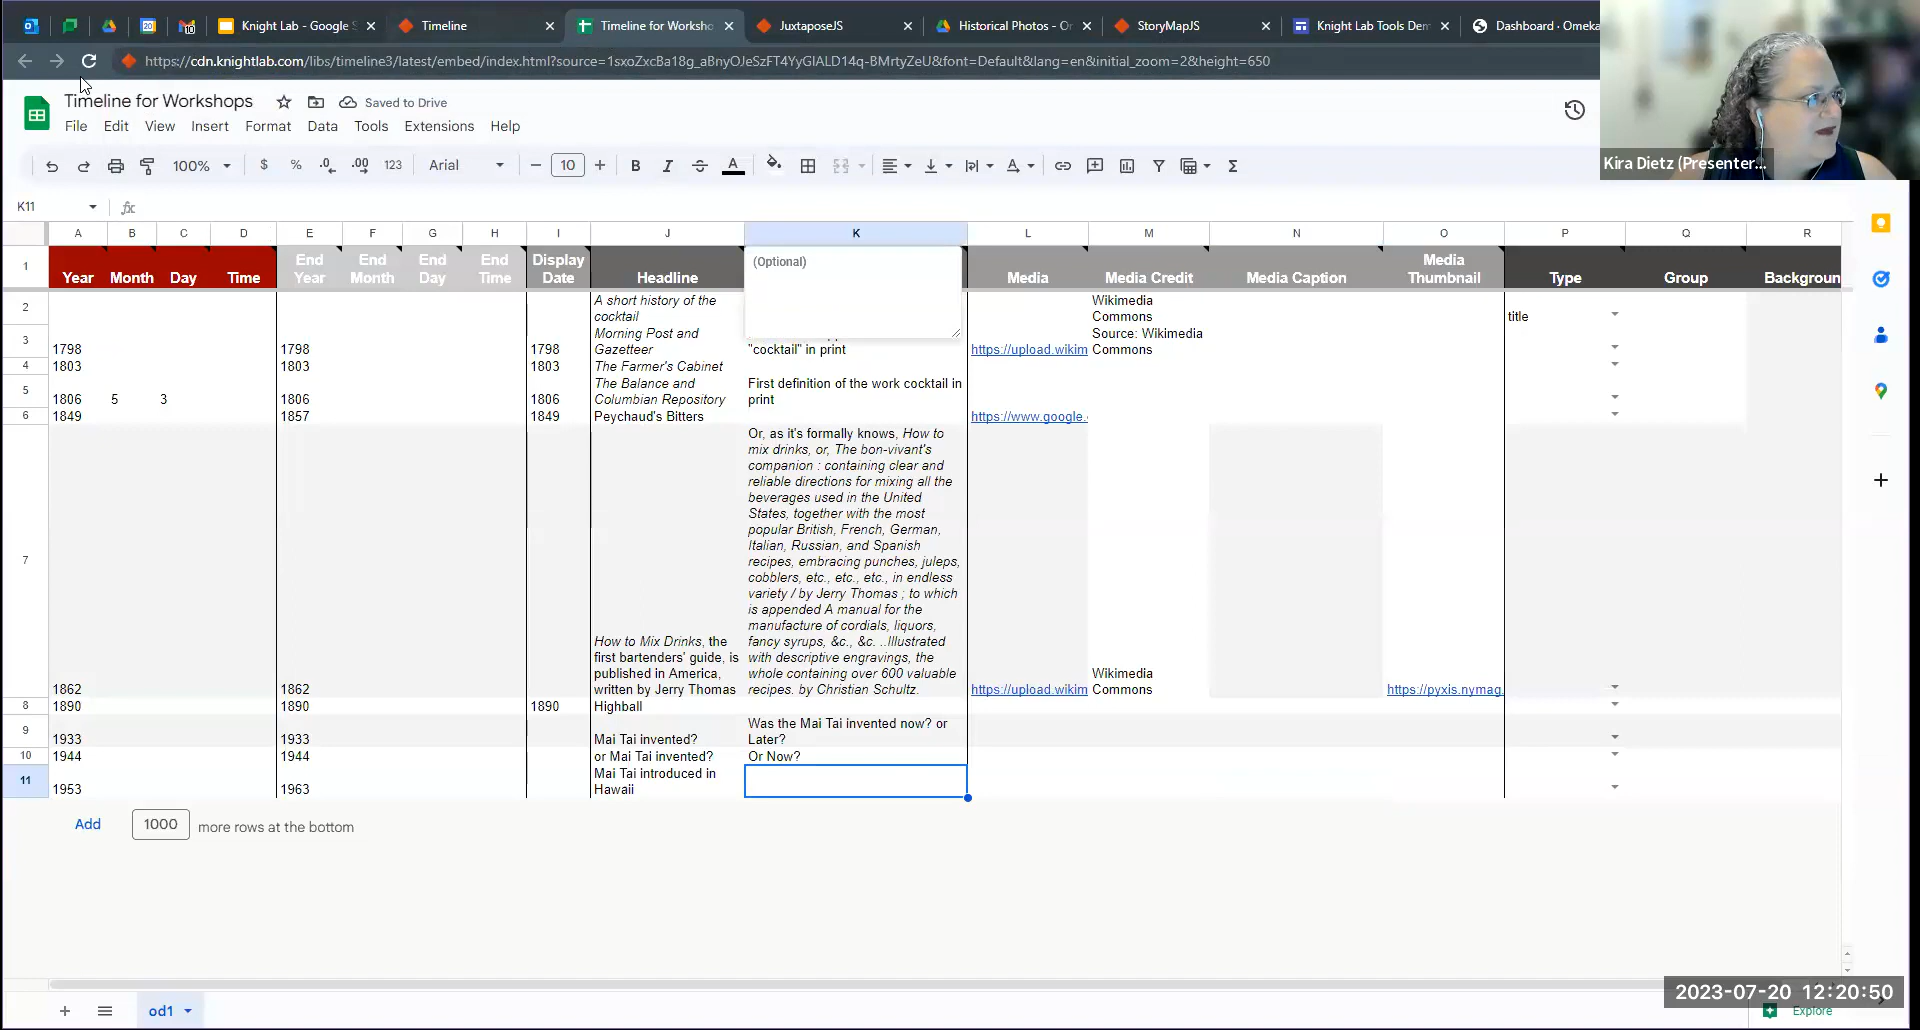 Knight Lab - Google S
Timeline
Timeline for Worksho
JuxtaposeJS
Historical Photos - Or
StoryMapJS
Knight Lab Tools Den
Dashboard · Omeka
https://cdn.knightlab.com/libs/timeline3/latest/embed/index.html?source=1sxoZxcBa18g_aBnyOJeSzFT4YyGlALD14q-BMrtyZeU&font=Default&lang=en&initial_zoom=2&height=650
Timeline for Workshops
Saved to Drive
File Edit View Insert Format Data Tools Extensions Help
100% $ % .0 .00 123 Arial 10
Kira Dietz (Presenter...
K11
A B C D E F G H I J K L M N O P Q R
1 Year Month Day Time End Year End Month End Day End Time Display Date Headline Media Media Credit Media Caption Media Thumbnail Type Group Backgroun
(Optional)
2 A short history of the cocktail Wikimedia Commons title
3 1798 1798 1798 Morning Post and Gazetteer "cocktail" in print https://upload.wikim Source: Wikimedia Commons
4 1803 1803 1803 The Farmer's Cabinet
5 1806 5 3 1806 1806 The Balance and Columbian Repository First definition of the work cocktail in print
6 1849 1857 1849 Peychaud's Bitters https://www.google.
7 1862 1862 How to Mix Drinks, the first bartenders' guide, is published in America, written by Jerry Thomas
Or, as it's formally knows, How to
mix drinks, or, The bon-vivant's
companion : containing clear and
reliable directions for mixing all the
beverages used in the United
States, together with the most
popular British, French, German,
Italian, Russian, and Spanish
recipes, embracing punches, juleps,
cobblers, etc., etc., etc., in endless
variety / by Jerry Thomas ; to which
is appended A manual for the
manufacture of cordials, liquors,
fancy syrups, &c., &c. ..Illustrated
with descriptive engravings, the
whole containing over 600 valuable
recipes. by Christian Schultz.
https://upload.wikim Wikimedia Commons https://pyxis.nymag.
8 1890 1890 1890 Highball
9 1933 1933 Mai Tai invented? Was the Mai Tai invented now? or Later?
10 1944 1944 or Mai Tai invented? Or Now?
11 1953 1963 Mai Tai introduced in Hawaii
Add 1000 more rows at the bottom
od1
2023-07-20 12:20:50
Explore